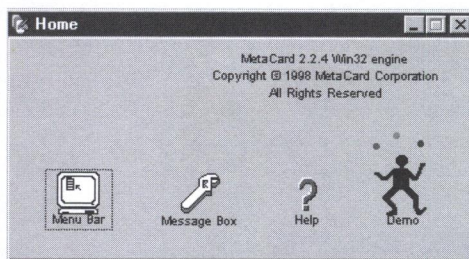 Home
MetaCard 2.2.4 Win32 engine
Copyright © 1998 MetaCard Corporation
All Rights Reserved
Menu Bar
Message Box
Help
Demo